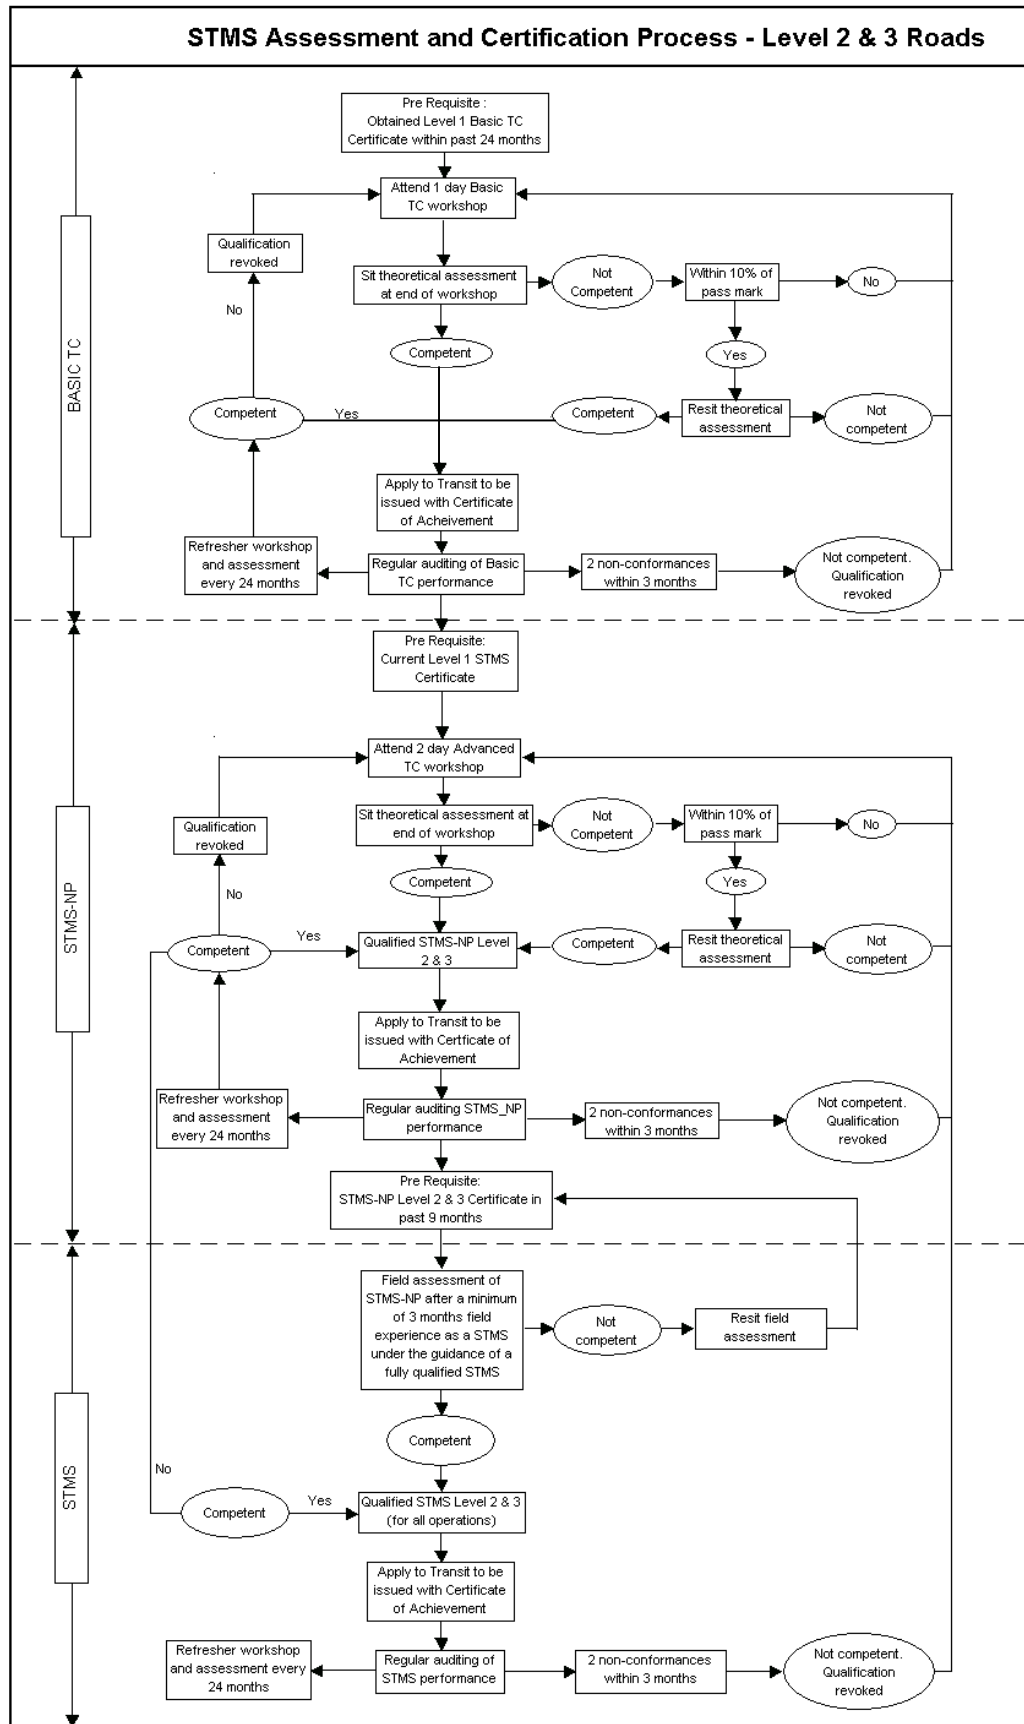 STMS Assessment and Certification Process - Level 2 & 3 Roads
Pre Requisite :
Obtained Level 1 Basic TC
Certificate within past 24 months
Attend 1 day Basic
TC workshop
Qualification
revoked
Sit theoretical assessment
at end of workshop
Not
Competent
Within 10% of
pass mark
No
No
Competent
Yes
BASIC TC
Competent
Yes
Competent
Resit theoretical
assessment
Not
competent
Apply to Transit to be
issued with Certificate
of Acheivement
Refresher workshop
and assessment
every 24 months
Regular auditing of Basic
TC performance
2 non-conformances
within 3 months
Not competent.
Qualification
revoked
Pre Requisite:
Current Level 1 STMS
Certificate
Attend 2 day Advanced
TC workshop
Qualification
revoked
Sit theoretical assessment at
end of workshop
Not
Competent
Within 10% of
pass mark
No
No
Competent
Yes
STMS-NP
Competent
Yes
Qualified STMS-NP Level
2 & 3
Competent
Resit theoretical
assessment
Not
competent
Apply to Transit to be
issued with Certficate of
Achievement
Refresher workshop
and assessment
every 24 months
Regular auditing STMS_NP
performance
2 non-conformances
within 3 months
Not competent.
Qualification
revoked
Pre Requisite:
STMS-NP Level 2 & 3 Certificate in
past 9 months
Field assessment of
STMS-NP after a minimum
of 3 months field
experience as a STMS
under the guidance of a
fully qualified STMS
Not
competent
Resit field
assessment
Competent
No
STMS
Competent
Yes
Qualified STMS Level 2 & 3
(for all operations)
Apply to Transit to be
issued with Certificate
of Achievement
Refresher workshop
and assessment every
24 months
Regular auditing of
STMS performance
2 non-conformances
within 3 months
Not competent.
Qualification
revoked